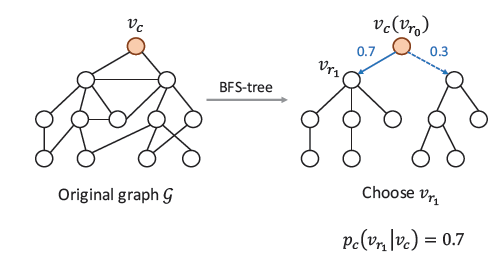 v_c
v_c(v_{r_0})
0.7
0.3
v_{r_1}
BFS-tree
Original graph 𝒢
Choose v_{r_1}
p_c(v_{r_1}|v_c) = 0.7